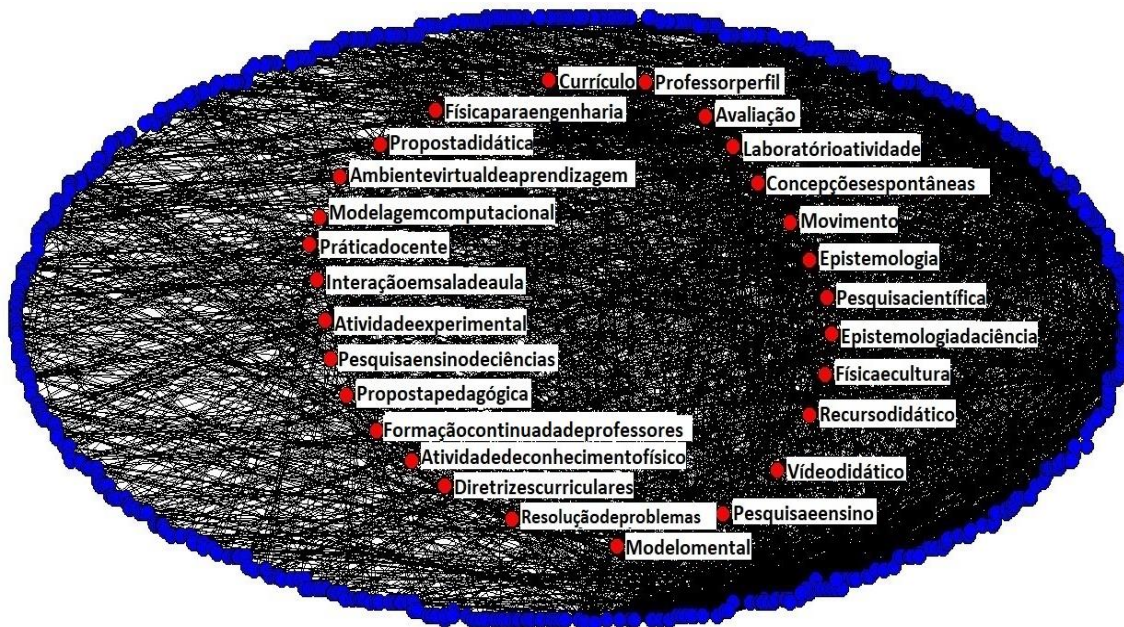 Currículo
Professorperfil
Físicaparaengenharia
Avaliação
Propostadidática
Laboratórioatividade
Ambientevirtualdeaprendizagem
Concepçõesespontâneas
Modelagemcomputacional
Movimento
Práticadocente
Epistemologia
Interaçãoemsaladeaula
Pesquisacientífica
Atividadeexperimental
Epistemologiadaciência
Pesquisaensinodeciências
Físicaecultura
Propostapedagógica
Recursodidático
Formaçãocontinuadadeprofessores
Atividadedeconhecimentofísico
Vídeodidático
Diretrizescurriculares
Resoluçãodeproblemas
Pesquisaeensino
Modelomental